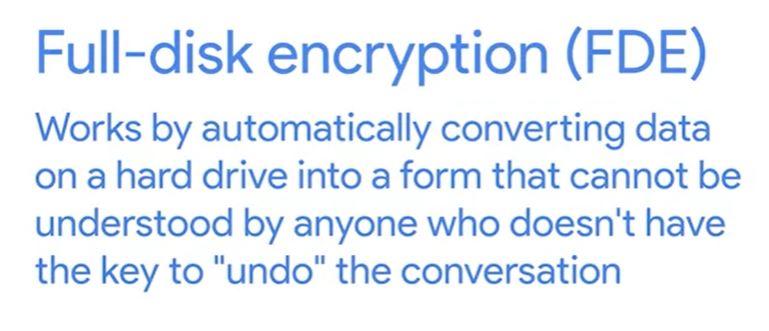 Full-disk encryption (FDE)
Works by automatically converting data
on a hard drive into a form that cannot be
understood by anyone who doesn't have
the key to "undo" the conversation